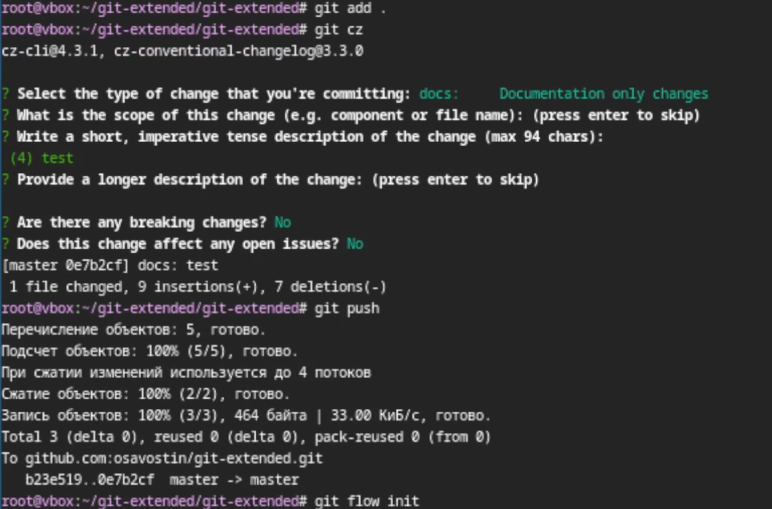 root@vbox:~/git-extended/git-extended# git add .
root@vbox:~/git-extended/git-extended# git cz
cz-cli@4.3.1, cz-conventional-changelog@3.3.0
? Select the type of change that you're committing: docs:     Documentation only changes
? What is the scope of this change (e.g. component or file name): (press enter to skip)
? Write a short, imperative tense description of the change (max 94 chars):
 (4) test
? Provide a longer description of the change: (press enter to skip)
? Are there any breaking changes? No
? Does this change affect any open issues? No
[master 0e7b2cf] docs: test
 1 file changed, 9 insertions(+), 7 deletions(-)
root@vbox:~/git-extended/git-extended# git push
Перечисление объектов: 5, готово.
Подсчет объектов: 100% (5/5), готово.
При сжатии изменений используется до 4 потоков
Сжатие объектов: 100% (2/2), готово.
Запись объектов: 100% (3/3), 464 байта | 33.00 КиБ/с, готово.
Total 3 (delta 0), reused 0 (delta 0), pack-reused 0 (from 0)
To github.com:osavostin/git-extended.git
   b23e519..0e7b2cf  master -> master
root@vbox:~/git-extended/git-extended# git flow init